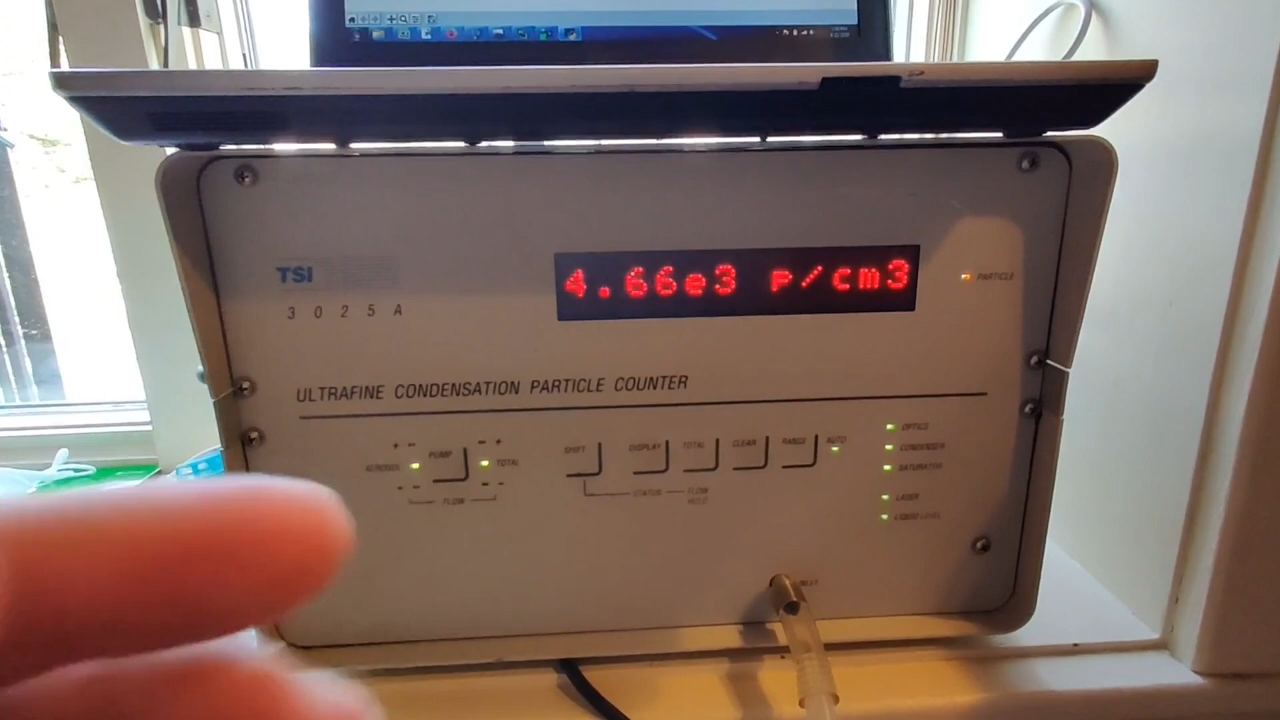 TSI
3025A
4.66e3 p/cm3
PARTICLE
ULTRAFINE CONDENSATION PARTICLE COUNTER
+ -- PUMP -- +
AEROSOL TOTAL
FLOW
SHIFT DISPLAY TOTAL CLEAR RANGE AUTO
STATUS FLOW
HOLD
OPTICS
CONDENSER
SATURATOR
LASER
LIQUID LEVEL
INLET